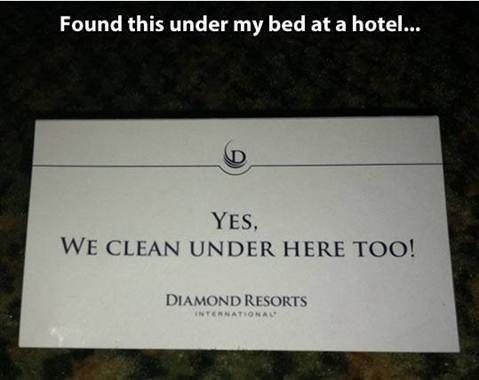 Found this under my bed at a hotel...
D
YES,
WE CLEAN UNDER HERE TOO!
DIAMOND RESORTS
INTERNATIONAL